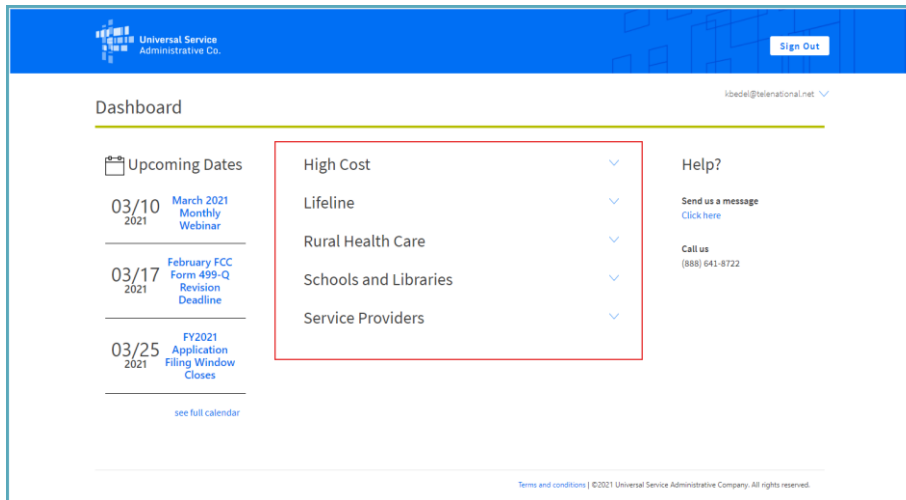 Universal Service
Administrative Co.
Sign Out
kbedel@telenational.net
Dashboard
Upcoming Dates
03/10
2021
March 2021
Monthly
Webinar
03/17
2021
February FCC
Form 499-Q
Revision
Deadline
03/25
2021
FY2021
Application
Filing Window
Closes
see full calendar
High Cost
Lifeline
Rural Health Care
Schools and Libraries
Service Providers
Help?
Send us a message
Click here
Call us
(888) 641-8722
Terms and conditions | ©2021 Universal Service Administrative Company. All rights reserved.